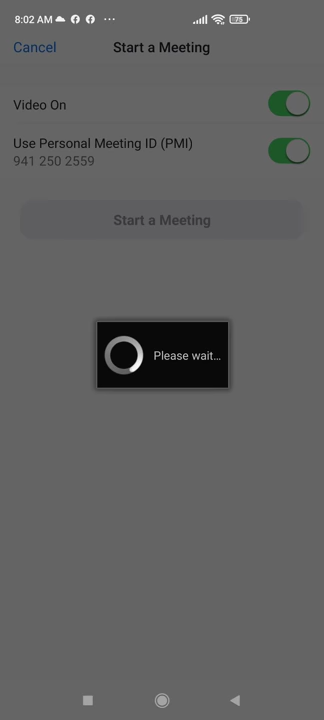 8:02 AM
75
Cancel
Start a Meeting
Video On
Use Personal Meeting ID (PMI)
941 250 2559
Start a Meeting
Please wait...